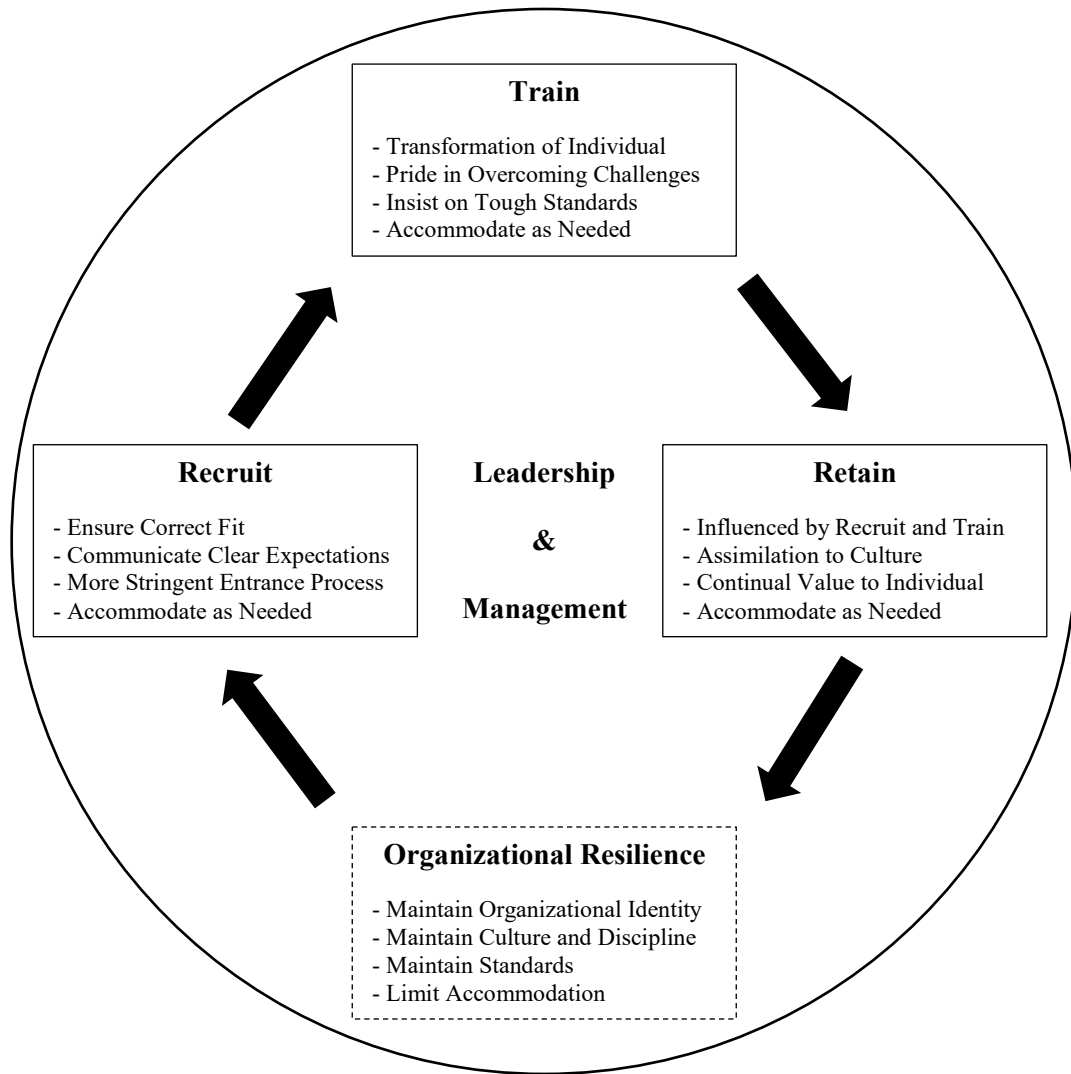 Train
- Transformation of Individual
- Pride in Overcoming Challenges
- Insist on Tough Standards
- Accommodate as Needed
Recruit
- Ensure Correct Fit
- Communicate Clear Expectations
- More Stringent Entrance Process
- Accommodate as Needed
Leadership
&
Management
Retain
- Influenced by Recruit and Train
- Assimilation to Culture
- Continual Value to Individual
- Accommodate as Needed
Organizational Resilience
- Maintain Organizational Identity
- Maintain Culture and Discipline
- Maintain Standards
- Limit Accommodation